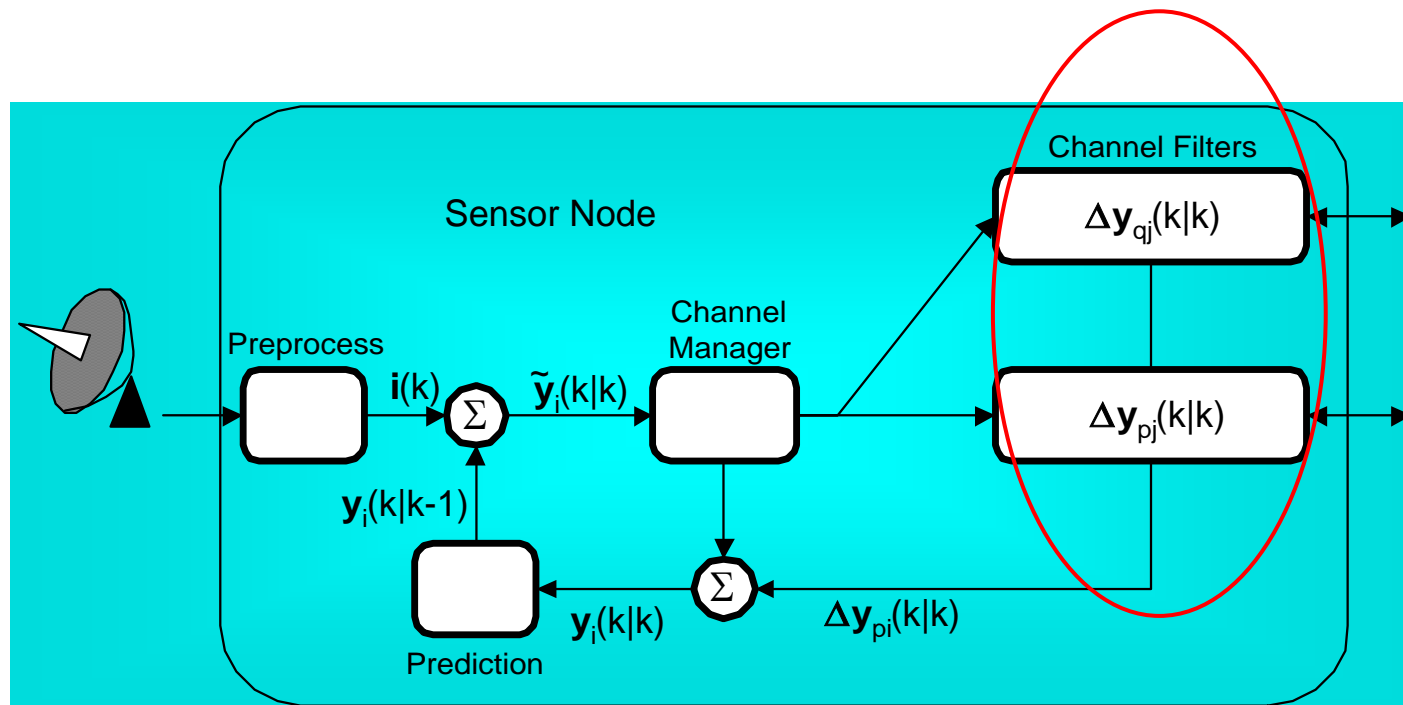 Channel Filters
Δy_qj(k|k)
Sensor Node
Channel
Manager
Preprocess
i(k)
Σ
ỹ_i(k|k)
Δy_pj(k|k)
y_i(k|k-1)
Σ
y_i(k|k)
Δy_pi(k|k)
Prediction